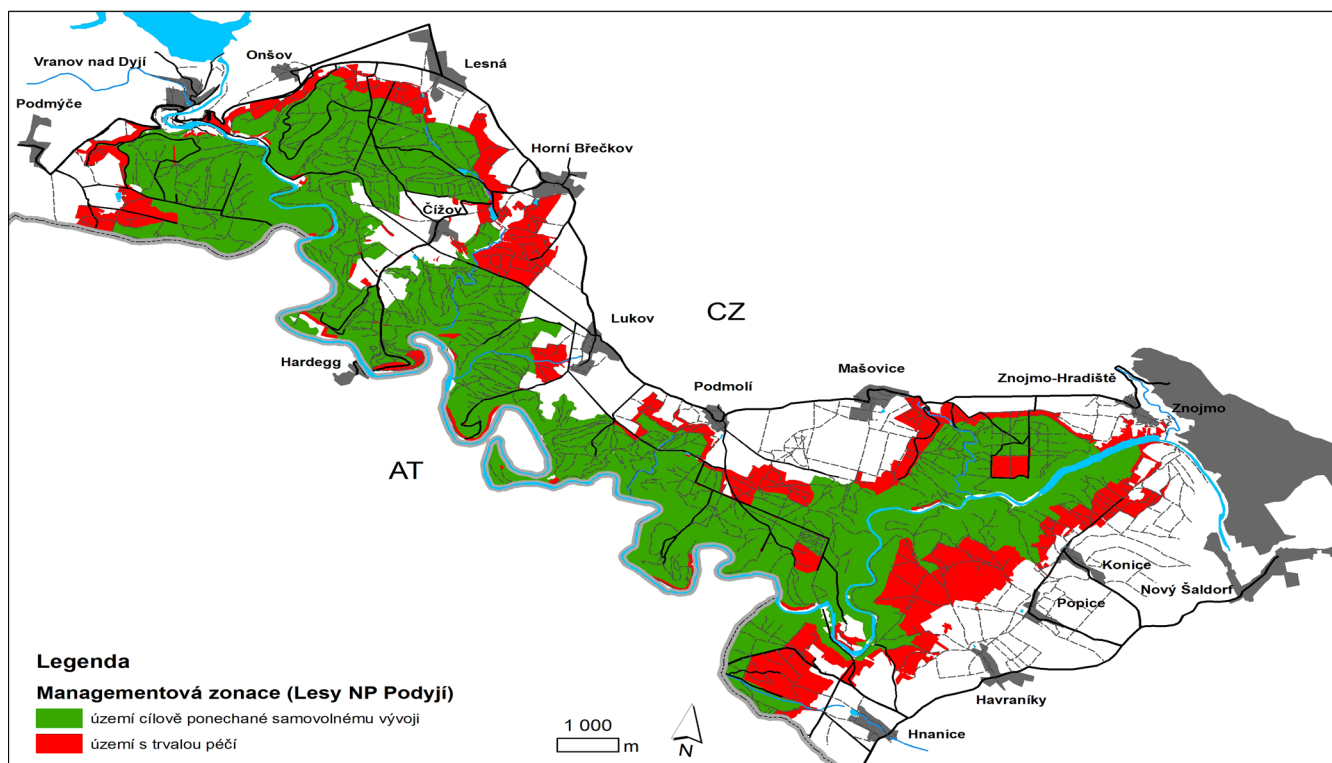 Vranov nad Dyjí
Onšov
Lesná
Podmýče
Horní Břečkov
Čížov
CZ
Lukov
Hardegg
Mašovice
Znojmo-Hradiště
Podmolí
Znojmo
AT
Konice
Nový Šaldorf
Popice
Legenda
Managementová zonace (Lesy NP Podyjí)
území cílově ponechané samovolnému vývoji
území s trvalou péčí
1 000
m
N
Havraníky
Hnanice